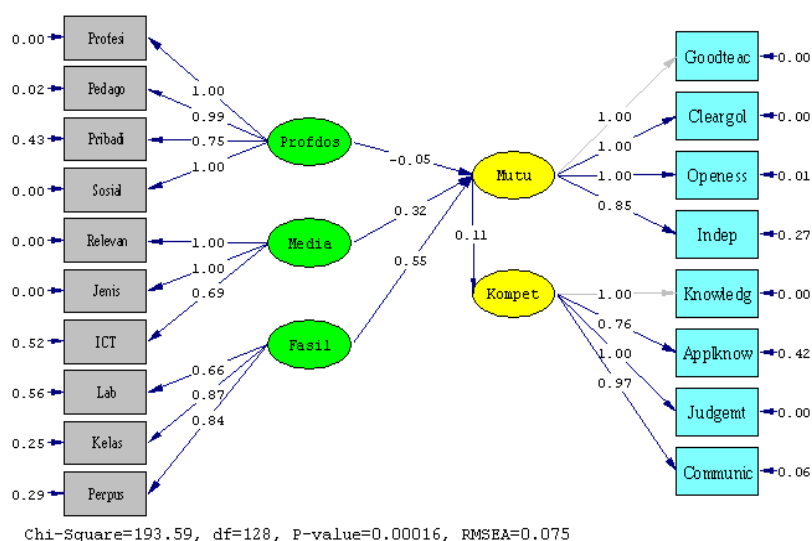 0.00 Profesi
0.02 Pedago
0.43 Pribadi
0.00 Sosial
0.00 Relevan
0.00 Jenis
0.52 ICT
0.56 Lab
0.25 Kelas
0.29 Perpus
1.00
0.99
0.75
1.00
1.00
1.00
0.69
0.66
0.87
0.84
Profdos
Media
Fasil
-0.05
0.32
0.55
Mutu
0.11
Kompet
1.00
1.00
1.00
0.85
1.00
0.76
1.00
0.97
Goodteac 0.00
Cleargol 0.00
Openess 0.01
Indep 0.27
Knowledg 0.00
Applknow 0.42
Judgemt 0.00
Communic 0.06
Chi-Square=193.59, df=128, P-value=0.00016, RMSEA=0.075